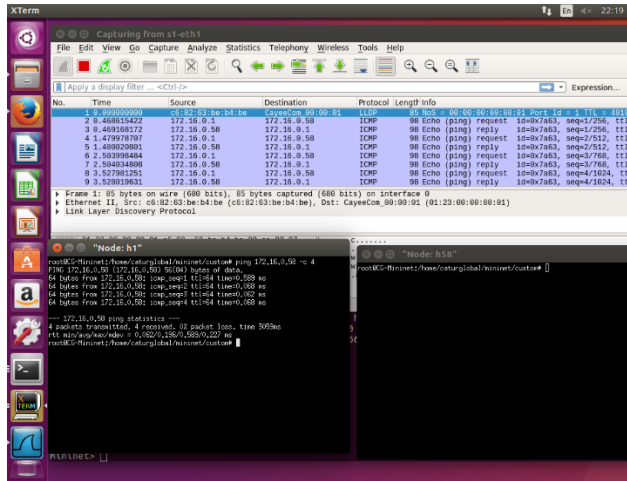 XTerm
En
22:19
Capturing from s1-eth1
File Edit View Go Capture Analyze Statistics Telephony Wireless Tools Help
Apply a display filter ... <Ctrl-/>
Expression...
No. Time Source Destination Protocol Length Info
1 0.000000000 c6:82:63:be:b4:be CayeeCom_00:00:01 LLDP 85 NoS = 00:00:00:00:00:01 Port Id = 1 TTL = 4919
2 0.468615422 172.16.0.1 172.16.0.58 ICMP 98 Echo (ping) request id=0x7a63, seq=1/256, ttl
3 0.469168172 172.16.0.58 172.16.0.1 ICMP 98 Echo (ping) reply id=0x7a63, seq=1/256, ttl
4 1.479978707 172.16.0.1 172.16.0.58 ICMP 98 Echo (ping) request id=0x7a63, seq=2/512, ttl
5 1.480020801 172.16.0.58 172.16.0.1 ICMP 98 Echo (ping) reply id=0x7a63, seq=2/512, ttl
6 2.503998484 172.16.0.1 172.16.0.58 ICMP 98 Echo (ping) request id=0x7a63, seq=3/768, ttl
7 2.504034808 172.16.0.58 172.16.0.1 ICMP 98 Echo (ping) reply id=0x7a63, seq=3/768, ttl
8 3.527981251 172.16.0.1 172.16.0.58 ICMP 98 Echo (ping) request id=0x7a63, seq=4/1024, tt
9 3.528019631 172.16.0.58 172.16.0.1 ICMP 98 Echo (ping) reply id=0x7a63, seq=4/1024, tt
Frame 1: 85 bytes on wire (680 bits), 85 bytes captured (680 bits) on interface 0
Ethernet II, Src: c6:82:63:be:b4:be (c6:82:63:be:b4:be), Dst: CayeeCom_00:00:01 (01:23:00:00:00:01)
Link Layer Discovery Protocol
"Node: h1"
root@CG-Mininet:/home/caturglobal/mininet/custom# ping 172.16.0.58 -c 4
PING 172.16.0.58 (172.16.0.58) 56(84) bytes of data.
64 bytes from 172.16.0.58: icmp_seq=1 ttl=64 time=0.589 ms
64 bytes from 172.16.0.58: icmp_seq=2 ttl=64 time=0.068 ms
64 bytes from 172.16.0.58: icmp_seq=3 ttl=64 time=0.062 ms
64 bytes from 172.16.0.58: icmp_seq=4 ttl=64 time=0.068 ms
--- 172.16.0.58 ping statistics ---
4 packets transmitted, 4 received, 0% packet loss, time 3059ms
rtt min/avg/max/mdev = 0.062/0.196/0.589/0.227 ms
root@CG-Mininet:/home/caturglobal/mininet/custom#
"Node: h58"
root@CG-Mininet:/home/caturglobal/mininet/custom#
mininet>